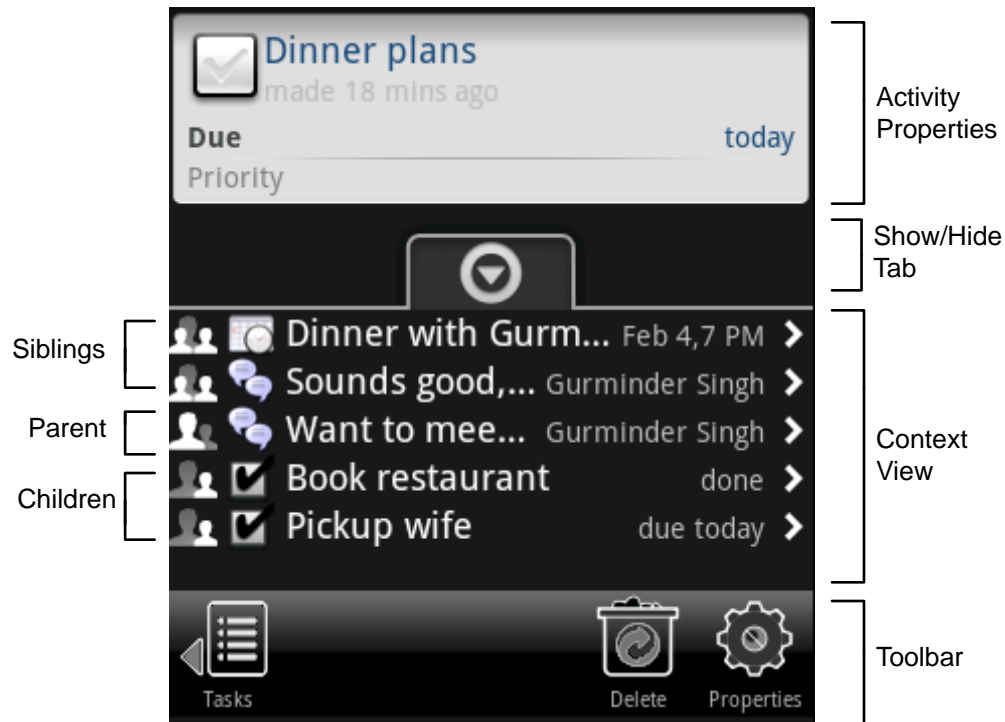 Dinner plans
made 18 mins ago
Due today
Priority
Activity
Properties
Show/Hide
Tab
Siblings
Dinner with Gurm... Feb 4,7 PM
Sounds good,... Gurminder Singh
Parent
Want to mee... Gurminder Singh
Children
Book restaurant done
Pickup wife due today
Context
View
Tasks
Delete
Properties
Toolbar